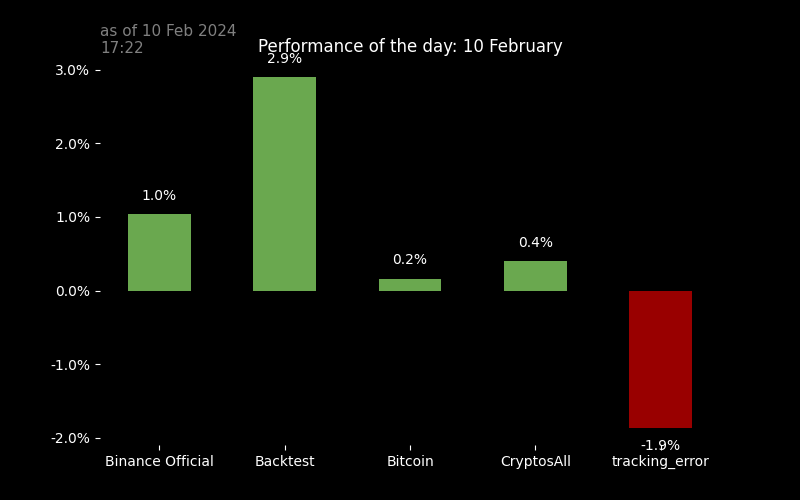 as of 10 Feb 2024
17:22
Performance of the day: 10 February
3.0%
2.0%
1.0%
0.0%
-1.0%
-2.0%
1.0%
2.9%
0.2%
0.4%
-1.9%
Binance Official
Backtest
Bitcoin
CryptosAll
tracking_error